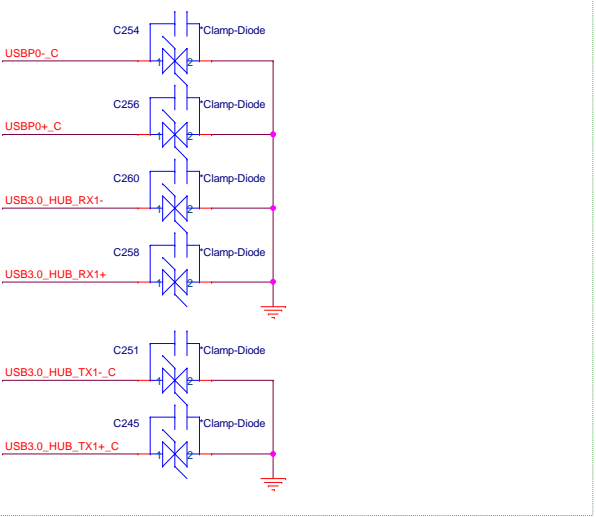 C254 *Clamp-Diode
USBP0-_C
1 2
C256 *Clamp-Diode
USBP0+_C
1 2
C260 *Clamp-Diode
USB3.0_HUB_RX1-
1 2
C258 *Clamp-Diode
USB3.0_HUB_RX1+
1 2
C251 *Clamp-Diode
USB3.0_HUB_TX1-_C
1 2
C245 *Clamp-Diode
USB3.0_HUB_TX1+_C
1 2